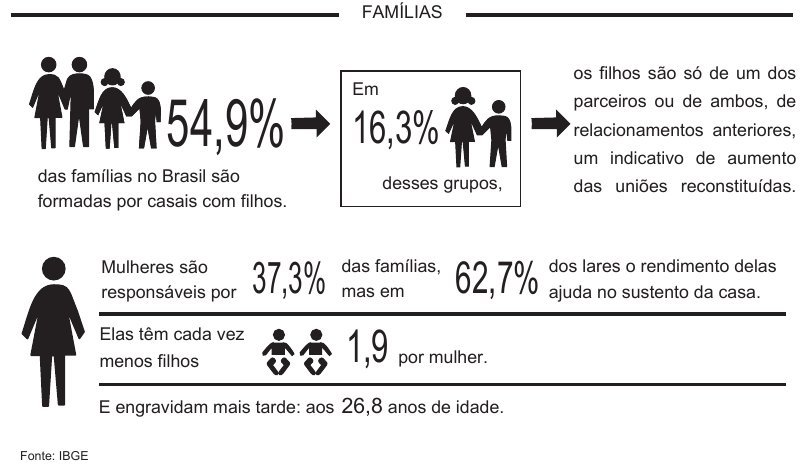 FAMÍLIAS
54,9%
das famílias no Brasil são
formadas por casais com filhos.
Em
16,3%
desses grupos,
os filhos são só de um dos
parceiros ou de ambos, de
relacionamentos anteriores,
um indicativo de aumento
das uniões reconstituídas.
Mulheres são
responsáveis por
37,3%
das famílias,
mas em
62,7%
dos lares o rendimento delas
ajuda no sustento da casa.
Elas têm cada vez
menos filhos
1,9 por mulher.
E engravidam mais tarde: aos 26,8 anos de idade.
Fonte: IBGE